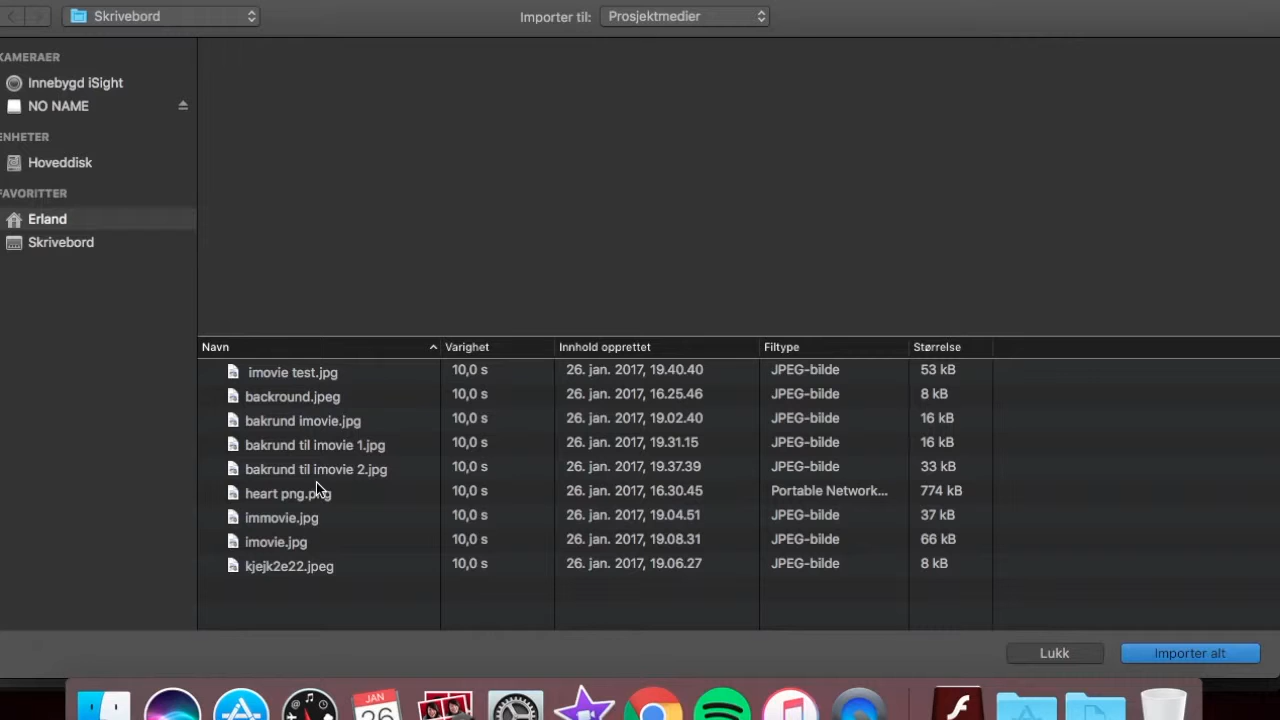 Skrivebord Importer til: Prosjektmedier
KAMERAER
Innebygd iSight
NO NAME
ENHETER
Hoveddisk
FAVORITTER
Erland
Skrivebord
Navn Varighet Innhold opprettet Filtype Størrelse
imovie test.jpg 10,0 s 26. jan. 2017, 19.40.40 JPEG-bilde 53 kB
backround.jpeg 10,0 s 26. jan. 2017, 16.25.46 JPEG-bilde 8 kB
bakrund imovie.jpg 10,0 s 26. jan. 2017, 19.02.40 JPEG-bilde 16 kB
bakrund til imovie 1.jpg 10,0 s 26. jan. 2017, 19.31.15 JPEG-bilde 16 kB
bakrund til imovie 2.jpg 10,0 s 26. jan. 2017, 19.37.39 JPEG-bilde 33 kB
heart png.png 10,0 s 26. jan. 2017, 16.30.45 Portable Network... 774 kB
immovie.jpg 10,0 s 26. jan. 2017, 19.04.51 JPEG-bilde 37 kB
imovie.jpg 10,0 s 26. jan. 2017, 19.08.31 JPEG-bilde 66 kB
kjejk2e22.jpeg 10,0 s 26. jan. 2017, 19.06.27 JPEG-bilde 8 kB
Lukk Importer alt
JAN
26